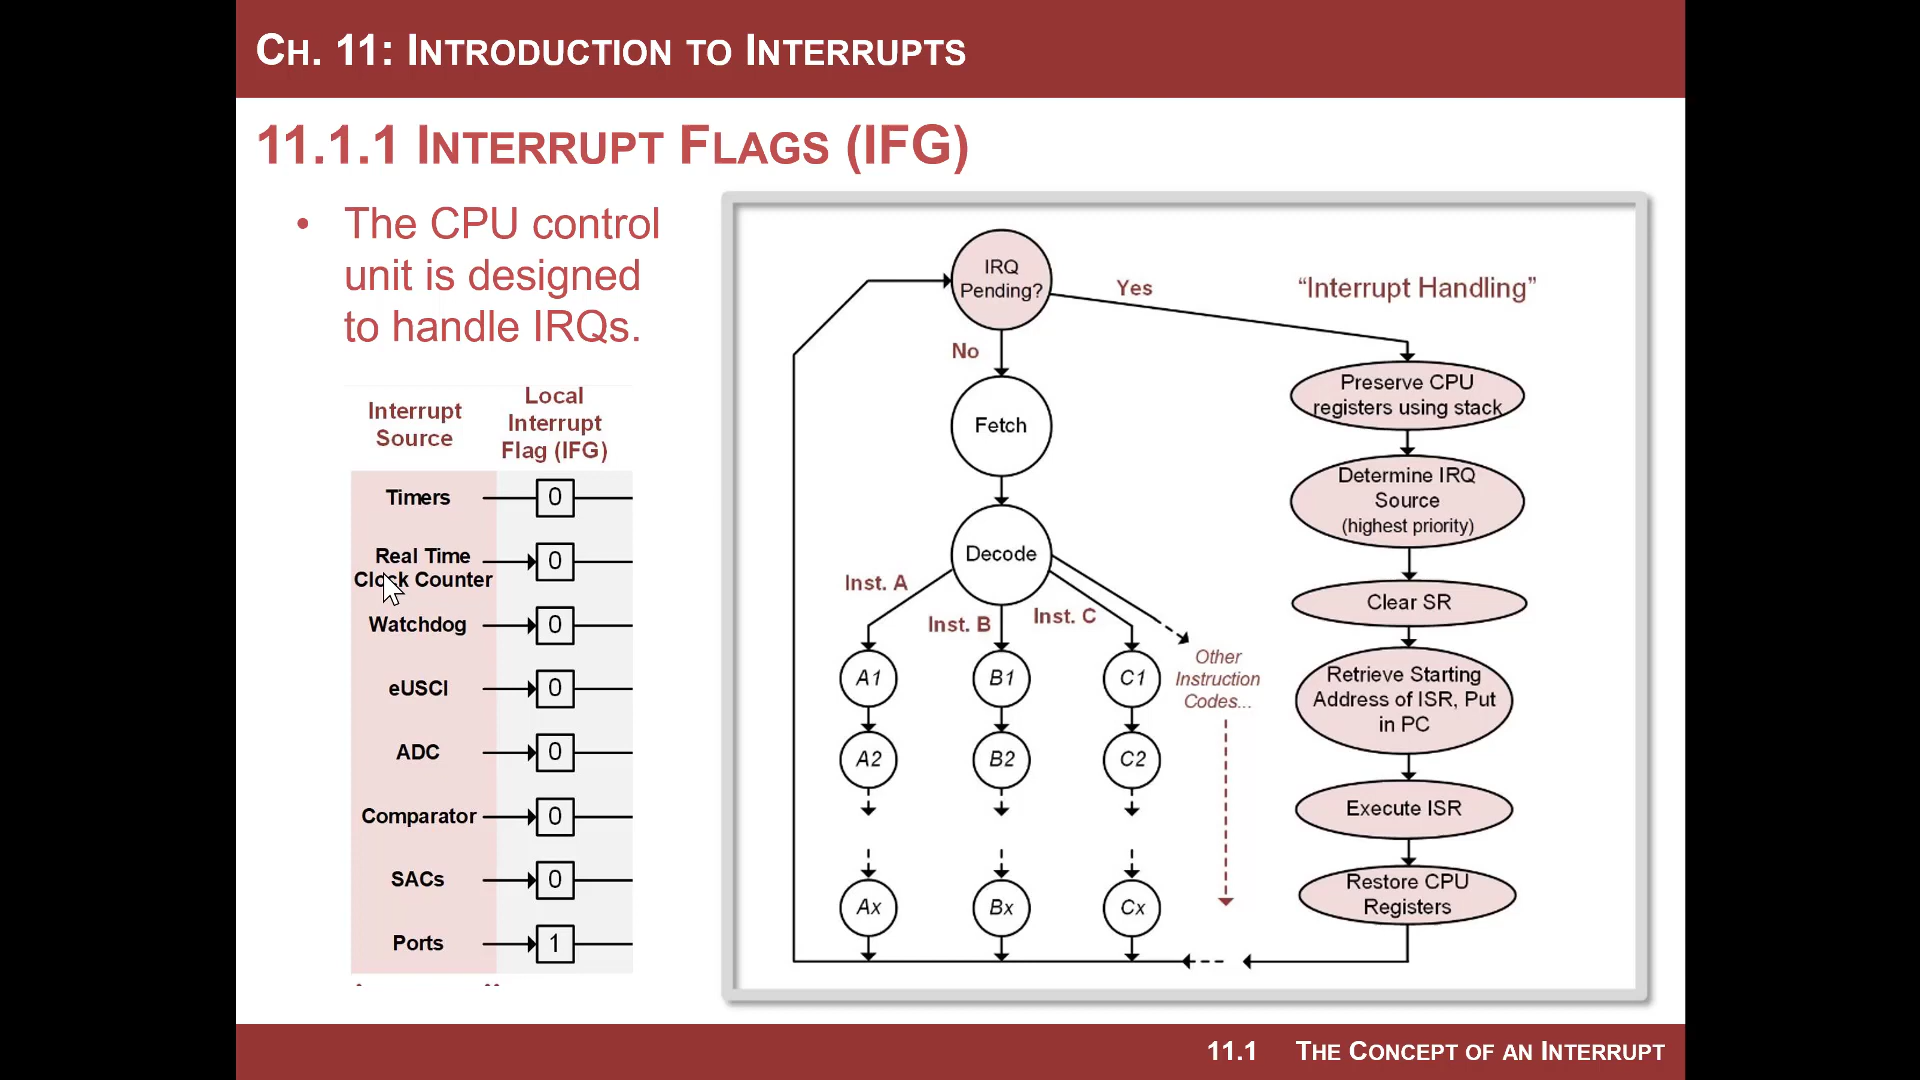 CH. 11: INTRODUCTION TO INTERRUPTS
11.1.1 INTERRUPT FLAGS (IFG)
• The CPU control
unit is designed
to handle IRQs.
Interrupt
Source
Local
Interrupt
Flag (IFG)
Timers 0
Real Time
Clock Counter 0
Watchdog 0
eUSCI 0
ADC 0
Comparator 0
SACs 0
Ports 1
IRQ
Pending?
Yes
No
Fetch
Decode
Inst. A
Inst. B
Inst. C
A1 B1 C1
A2 B2 C2
Ax Bx Cx
Other
Instruction
Codes...
“Interrupt Handling”
Preserve CPU
registers using stack
Determine IRQ
Source
(highest priority)
Clear SR
Retrieve Starting
Address of ISR, Put
in PC
Execute ISR
Restore CPU
Registers
11.1 THE CONCEPT OF AN INTERRUPT